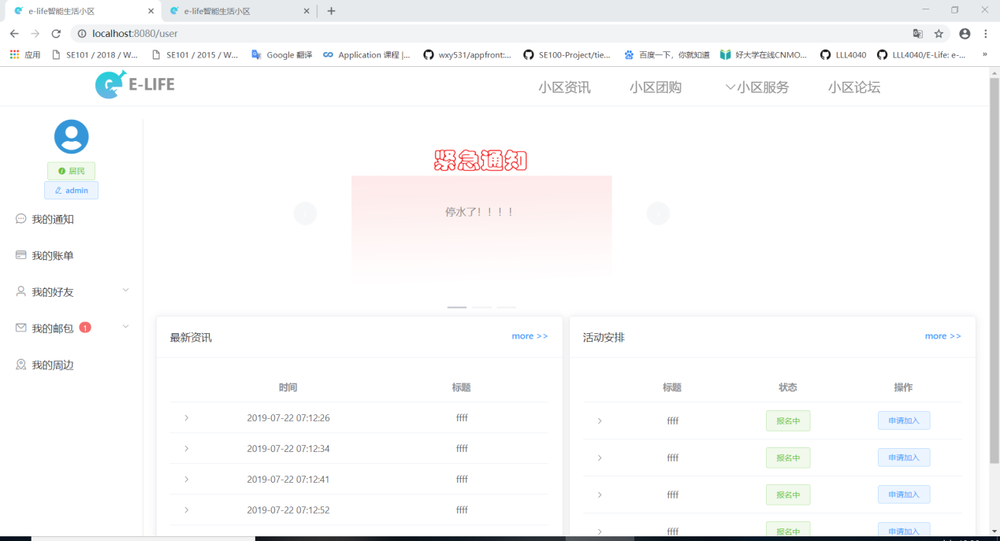 e-life智能生活小区
e-life智能生活小区
localhost:8080/user
应用
SE101 / 2018 / W...
SE101 / 2015 / W...
Google 翻译
Application 课程 |...
wxy531/appfront:...
SE100-Project/tie...
百度一下，你就知道
好大学在线CNMO...
LLL4040
LLL4040/E-Life: e-...
E-LIFE
小区资讯
小区团购
小区服务
小区论坛
居民
admin
我的通知
我的账单
我的好友
我的邮包 1
我的周边
紧急通知
停水了！！！！
最新资讯 more >>
时间 标题
2019-07-22 07:12:26 ffff
2019-07-22 07:12:34 ffff
2019-07-22 07:12:41 ffff
2019-07-22 07:12:52 ffff
活动安排 more >>
标题 状态 操作
ffff 报名中 申请加入
ffff 报名中 申请加入
ffff 报名中 申请加入
ffff 报名中 申请加入